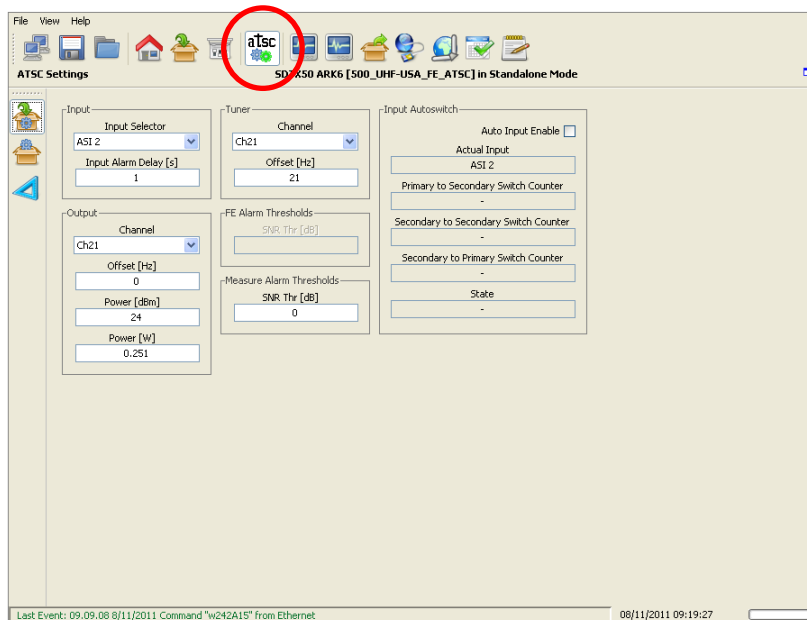 File View Help
atsc
ATSC Settings
SDTX50 ARK6 [500_UHF-USA_FE_ATSC] in Standalone Mode
Input
Input Selector
ASI 2
Input Alarm Delay [s]
1
Tuner
Channel
Ch21
Offset [Hz]
21
Input Autoswitch
Auto Input Enable
Actual Input
ASI 2
Primary to Secondary Switch Counter
-
Secondary to Secondary Switch Counter
-
Secondary to Primary Switch Counter
-
State
-
Output
Channel
Ch21
Offset [Hz]
0
Power [dBm]
24
Power [W]
0.251
FE Alarm Thresholds
SNR Thr [dB]
Measure Alarm Thresholds
SNR Thr [dB]
0
Last Event: 09.09.08 8/11/2011 Command "w242A15" from Ethernet
08/11/2011 09:19:27